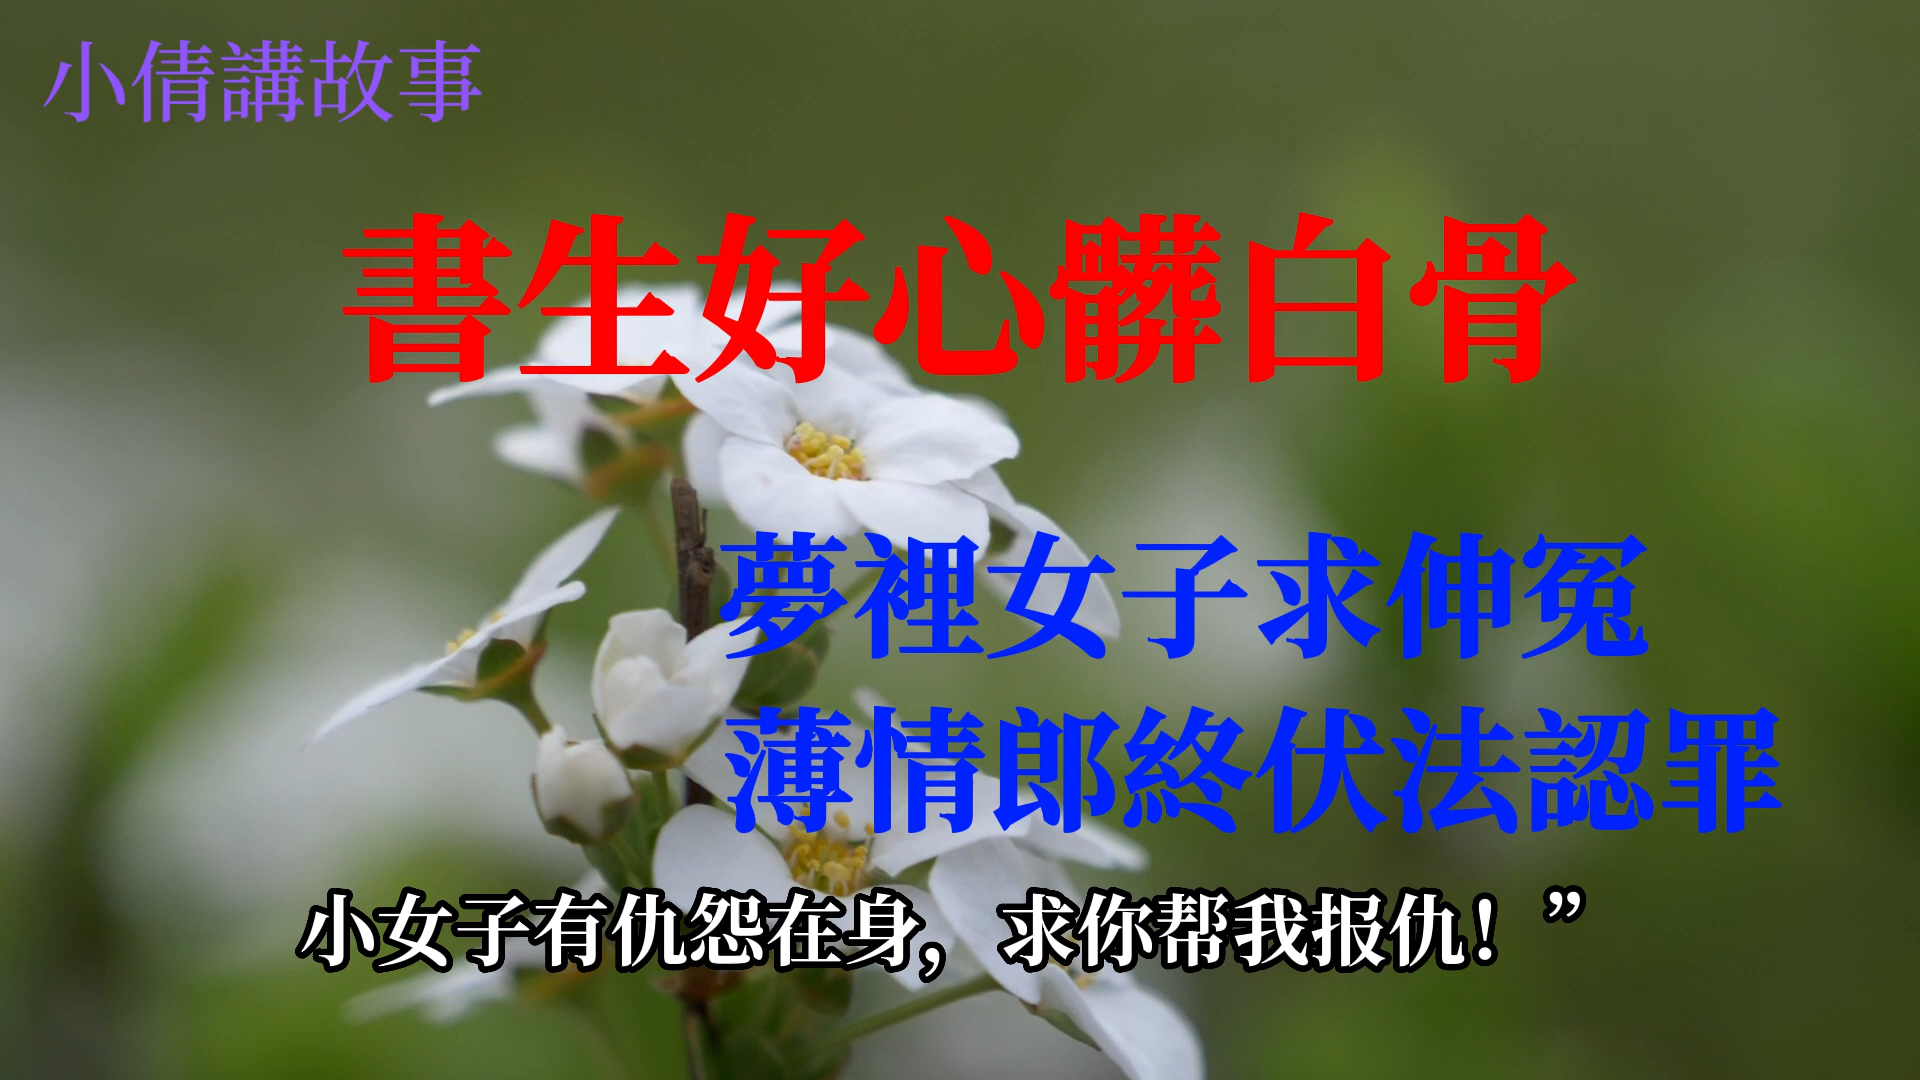 小倩講故事
書生好心髒白骨
夢裡女子求伸冤
薄情郎終伏法認罪
小女子有仇怨在身，求你帮我报仇！”